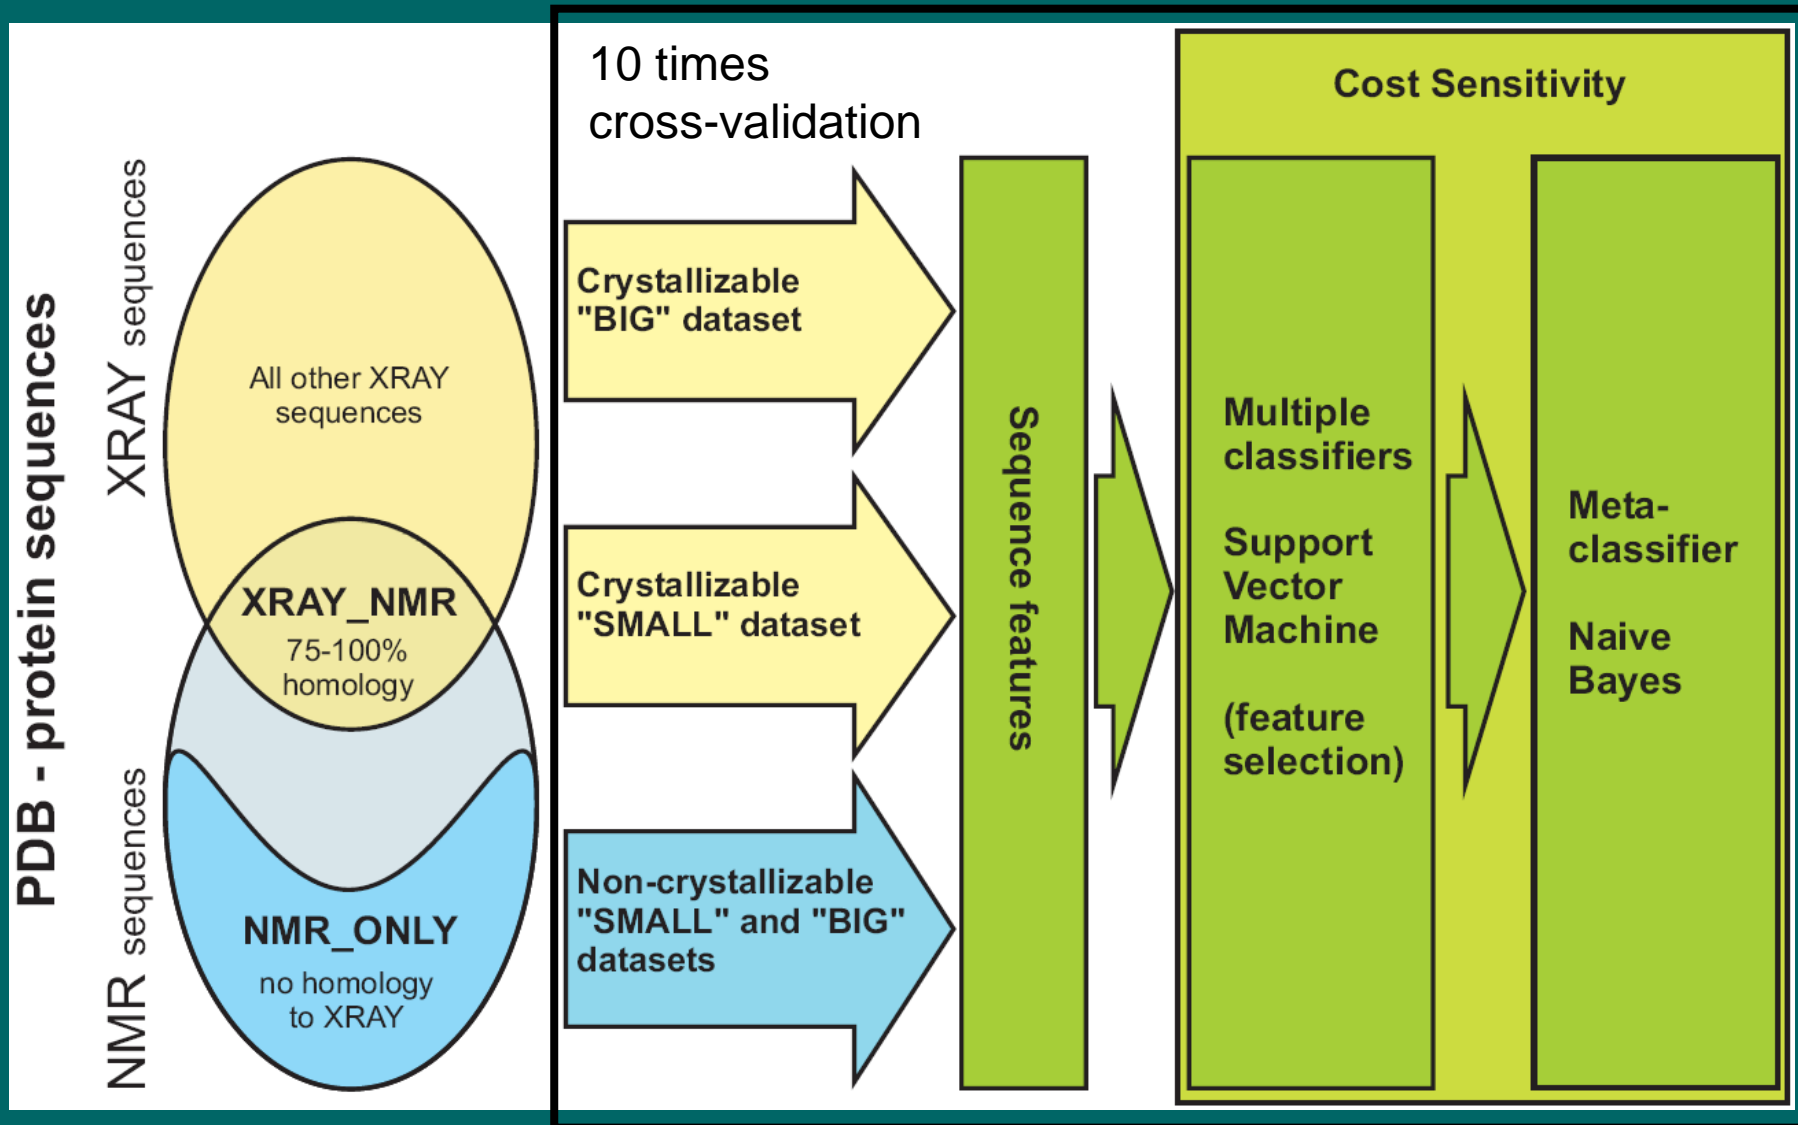 PDB - protein sequences
XRAY sequences
NMR sequences
All other XRAY
sequences
XRAY_NMR
75-100%
homology
NMR_ONLY
no homology
to XRAY
10 times
cross-validation
Crystallizable
"BIG" dataset
Crystallizable
"SMALL" dataset
Non-crystallizable
"SMALL" and "BIG"
datasets
Sequence features
Cost Sensitivity
Multiple
classifiers
Support
Vector
Machine
(feature
selection)
Meta-
classifier
Naive
Bayes